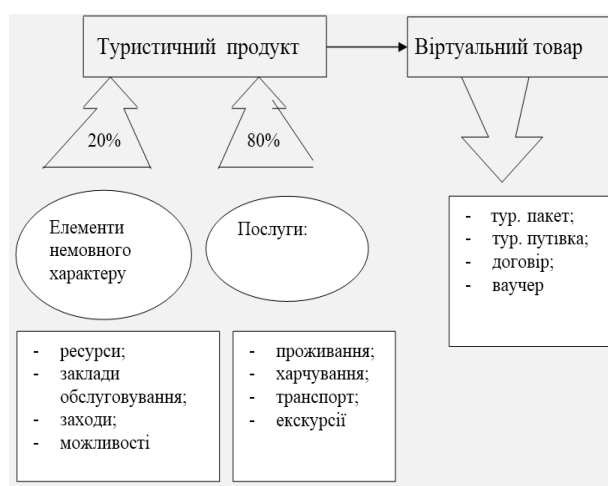 Туристичний продукт
Віртуальний товар
20%
80%
Елементи
немовного
характеру
Послуги:
- тур. пакет;
- тур. путівка;
- договір;
- ваучер
- ресурси;
- заклади
обслуговування;
- заходи;
- можливості
- проживання;
- харчування;
- транспорт;
- екскурсії